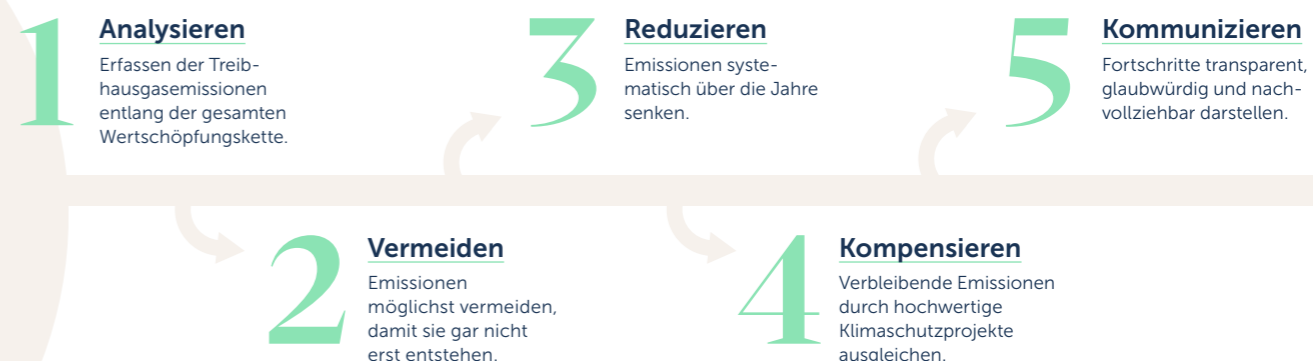 1
Analysieren
Erfassen der Treib-
hausgasemissionen
entlang der gesamten
Wertschöpfungskette.
2
Vermeiden
Emissionen
möglichst vermeiden,
damit sie gar nicht
erst entstehen.
3
Reduzieren
Emissionen syste-
matisch über die Jahre
senken.
4
Kompensieren
Verbleibende Emissionen
durch hochwertige
Klimaschutzprojekte
ausgleichen.
5
Kommunizieren
Fortschritte transparent,
glaubwürdig und nach-
vollziehbar darstellen.